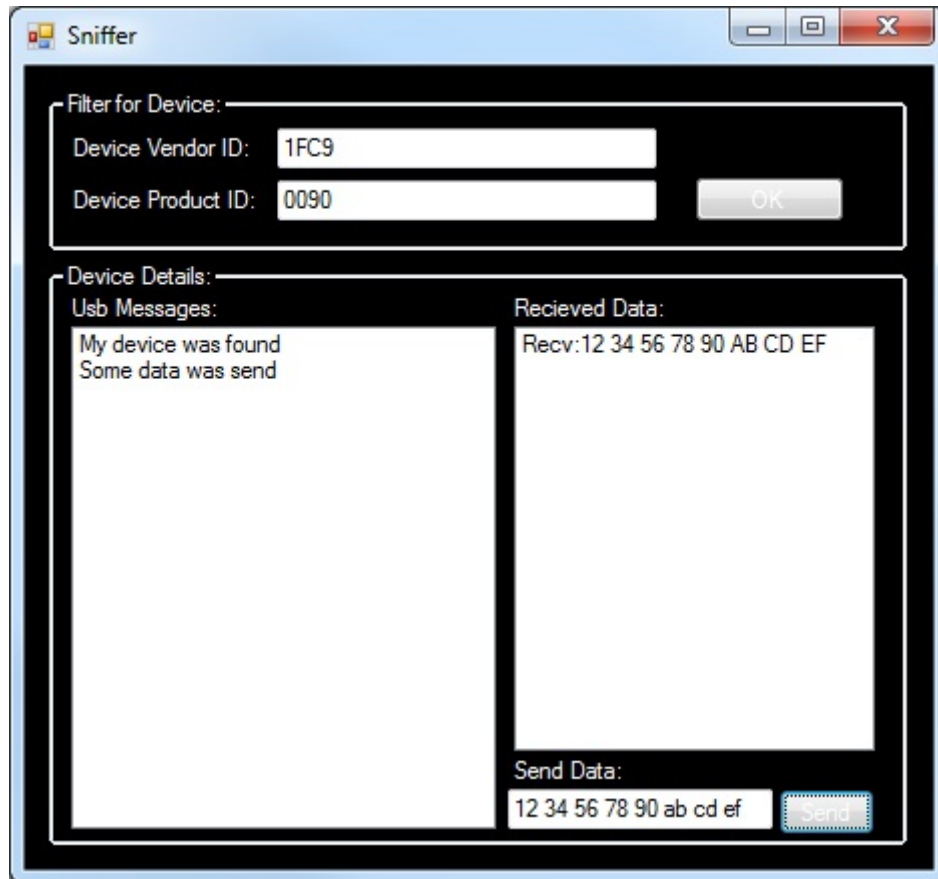 Sniffer
Filter for Device:
Device Vendor ID: 1FC9
Device Product ID: 0090 OK
Device Details:
Usb Messages:
My device was found
Some data was send
Recieved Data:
Recv:12 34 56 78 90 AB CD EF
Send Data:
12 34 56 78 90 ab cd ef Send